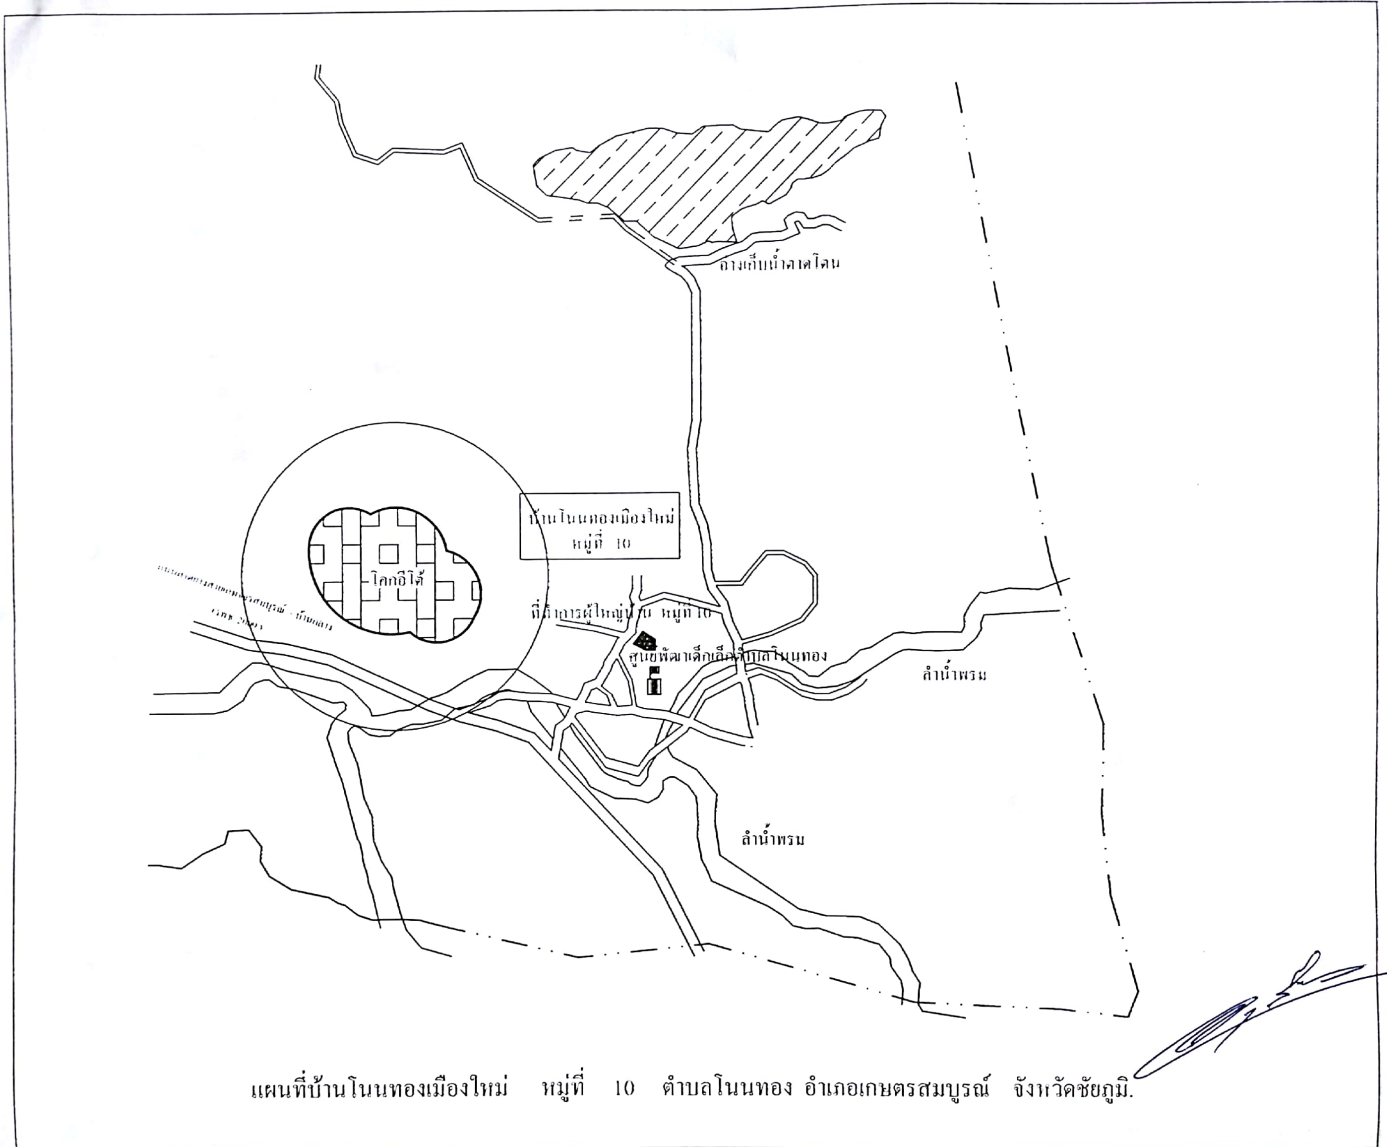 อ่างเก็บน้ำตาดโตน
บ้านโนนทองเมืองใหม่
หมู่ที่ 10
โคกอีโต้
ที่ทำการผู้ใหญ่บ้าน หมู่ที่ 10
ศูนย์พัฒาเด็กเล็กตำบลโนนทอง
ลำน้ำพรม
ลำน้ำพรม
แผนที่บ้านโนนทองเมืองใหม่ หมู่ที่ 10 ตำบลโนนทอง อำเภอเกษตรสมบูรณ์ จังหวัดชัยภูมิ.